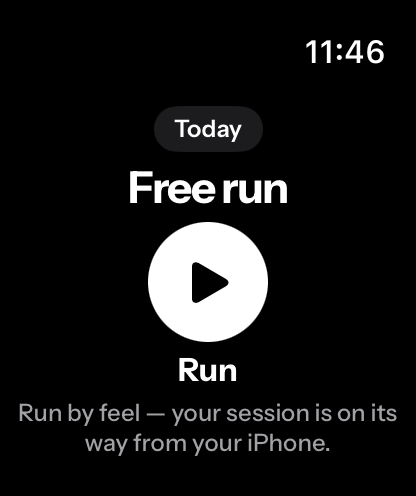 11:46
Today
Free run
Run
Run by feel — your session is on its
way from your iPhone.